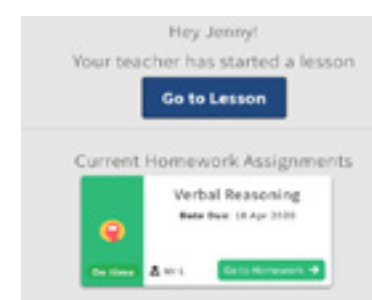 Hey Jenny!
Your teacher has started a lesson
Go to Lesson
Current Homework Assignments
Verbal Reasoning
Date Due: 18 Apr 2020
On time
Go to Homework